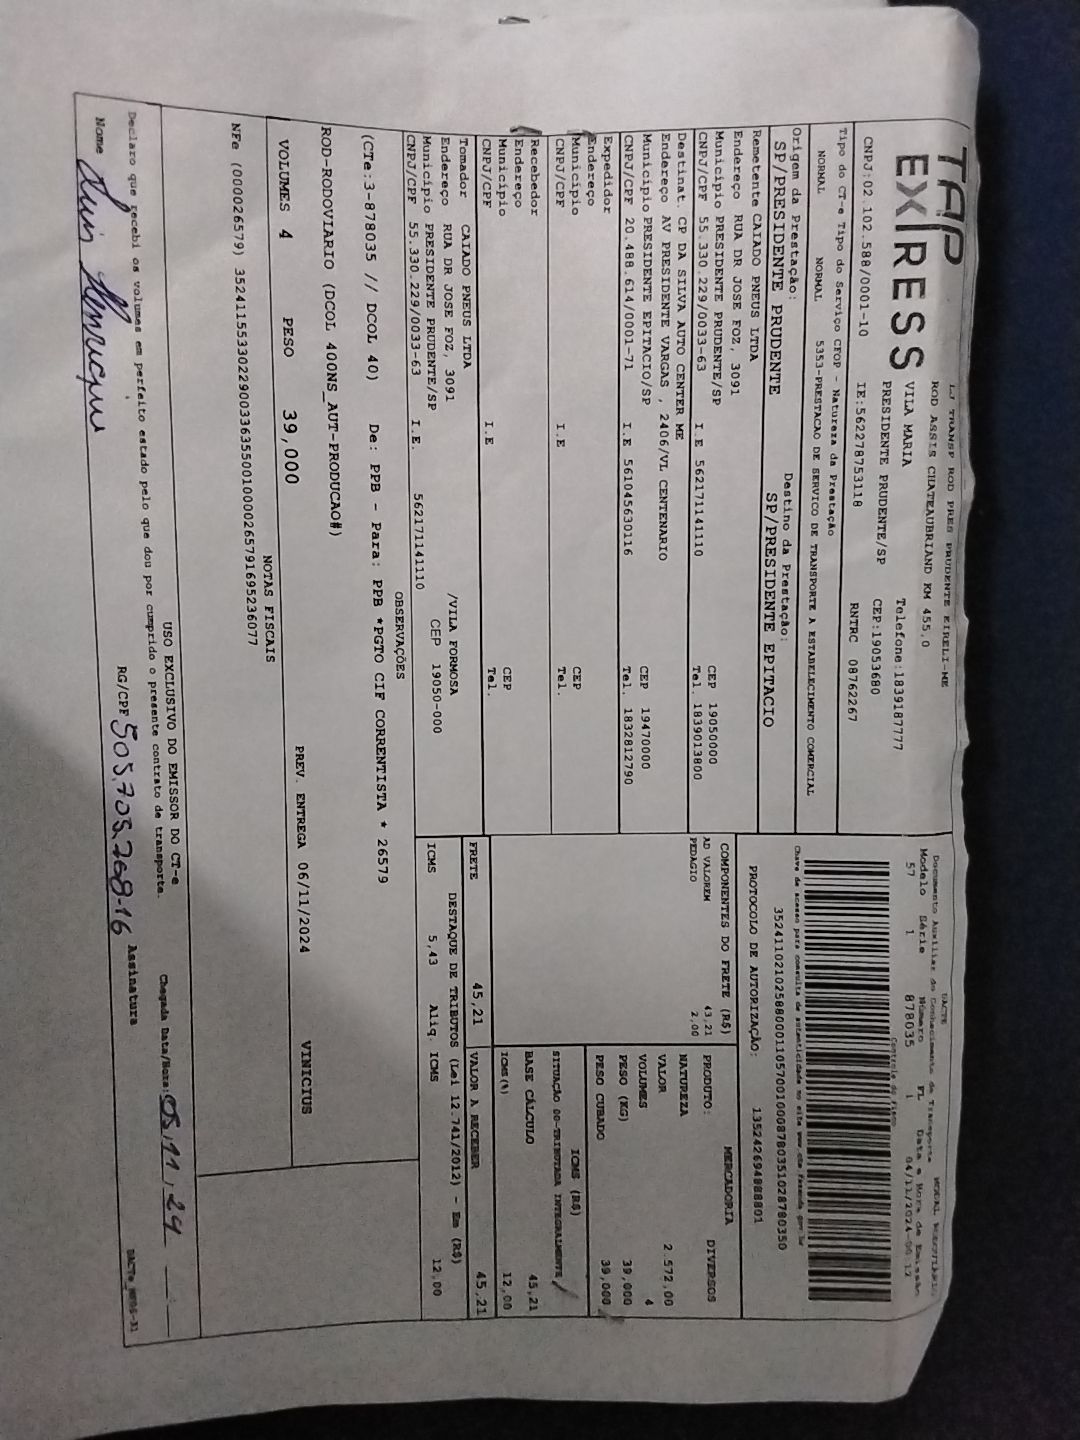 TAP
EXPRESS
LJ TRANSP ROD PRES PRUDENTE EIRELI-ME
ROD ASSIS CHATEAUBRIAND KM 455,0
VILA MARIA Telefone:1839187777
PRESIDENTE PRUDENTE/SP CEP:19053680
CNPJ:02.102.588/0001-10 IE:562278753118 RNTRC 08762267
DACTE
Documento Auxiliar do Conhecimento de Transporte
MODAL RODOVIÁRIO
Modelo Série Número FL Data e Hora de Emissão
57 1 878035 1 04/11/2024
Controle do Fisco
Tipo do CT-e Tipo do Serviço CFOP - Natureza da Prestação
NORMAL NORMAL 5353-PRESTACAO DE SERVICO DE TRANSPORTE A ESTABELECIMENTO COMERCIAL
Chave de acesso para consulta de autenticidade no site www.cte.fazenda.gov.br
Origem da Prestação: Destino da Prestação:
SP/PRESIDENTE PRUDENTE SP/PRESIDENTE EPITACIO
PROTOCOLO DE AUTORIZAÇÃO: 135242694888801
Remetente CAIADO PNEUS LTDA
Endereço RUA DR JOSE FOZ, 3091
Município PRESIDENTE PRUDENTE/SP CEP 19050000
CNPJ/CPF 55.330.229/0033-63 I.E 562171141110 Tel. 1839013800
Destinat. CP DA SILVA AUTO CENTER ME
Endereço AV PRESIDENTE VARGAS , 2406/VL CENTENARIO
Município PRESIDENTE EPITACIO/SP CEP 19470000
CNPJ/CPF 20.488.614/0001-71 I.E 561045630116 Tel. 1832812790
Expedidor
Endereço
Município CEP
CNPJ/CPF I.E Tel.
Recebedor
Endereço
Município CEP
CNPJ/CPF I.E Tel.
Tomador CAIADO PNEUS LTDA
Endereço RUA DR JOSE FOZ, 3091 /VILA FORMOSA
Município PRESIDENTE PRUDENTE/SP CEP 19050-000
CNPJ/CPF 55.330.229/0033-63 I.E. 562171141110
COMPONENTES DO FRETE (R$)
AD VALOREM 43,21
PEDAGIO 2,00
MERCADORIA
PRODUTO: DIVERSOS
NATUREZA
VALOR 2.572,00
VOLUMES 4
PESO (KG) 39,000
PESO CUBADO 39,000
ICMS (R$)
SITUAÇÃO 00-TRIBUTADA INTEGRALMENTE
BASE CÁLCULO 45,21
ICMS(%) 12,00
FRETE 45,21 VALOR A RECEBER 45,21
DESTAQUE DE TRIBUTOS (Lei 12.741/2012) - Em (R$)
ICMS 5,43 Aliq. ICMS 12,00
OBSERVAÇÕES
(CTe:3-878035 // DCOL 40) De: PPB - Para: PPB *PGTO CIF CORRENTISTA * 26579
ROD-RODOVIARIO (DCOL 400NS_AUT-PRODUCAO#)
VOLUMES 4 PESO 39,000 PREV. ENTREGA 06/11/2024 VINICIUS
NOTAS FISCAIS
NFe (000026579)
USO EXCLUSIVO DO EMISSOR DO CT-e
Declaro que recebi os volumes em perfeito estado pelo que dou por cumprido o presente contrato de transporte.
Chegada Data/Hora: 05,11,24
Nome Luis Henrique RG/CPF 505.705.768-16 Assinatura